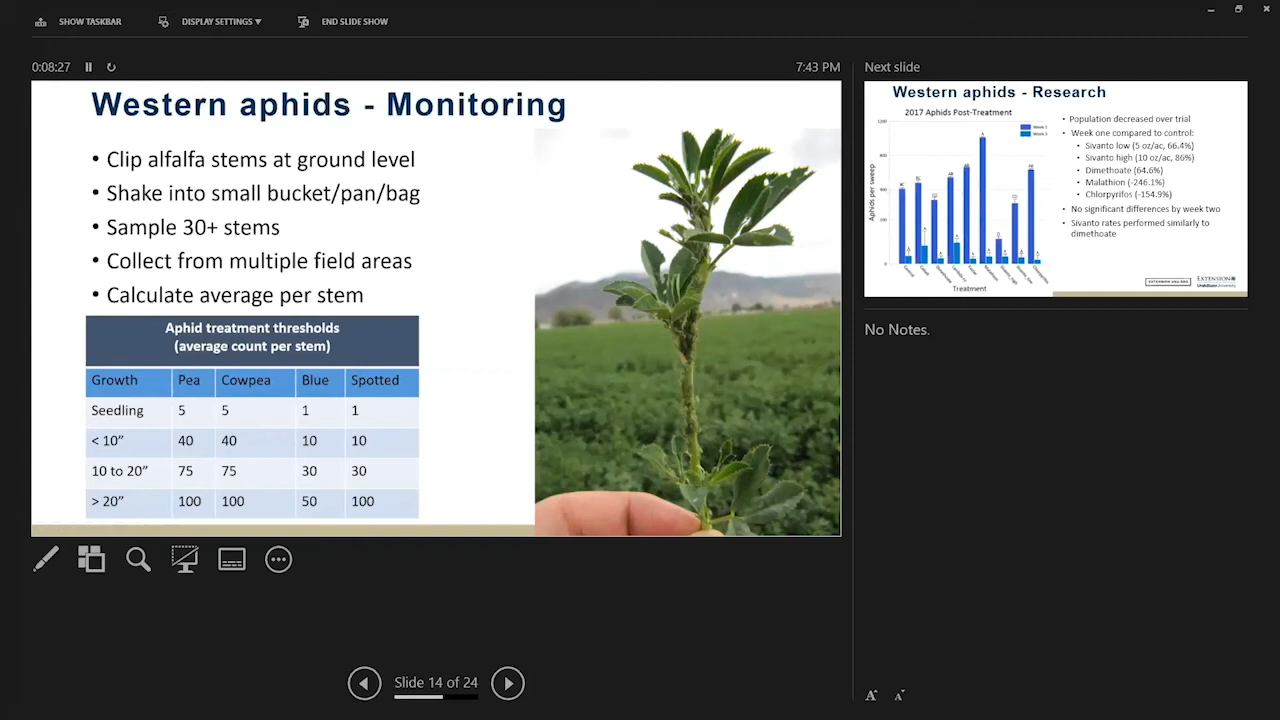 SHOW TASKBAR DISPLAY SETTINGS ▼ END SLIDE SHOW
0:08:27 7:43 PM
Western aphids - Monitoring
• Clip alfalfa stems at ground level
• Shake into small bucket/pan/bag
• Sample 30+ stems
• Collect from multiple field areas
• Calculate average per stem
Aphid treatment thresholds
(average count per stem)
Growth Pea Cowpea Blue Spotted
Seedling 5 5 1 1
< 10” 40 40 10 10
10 to 20” 75 75 30 30
> 20” 100 100 50 100
Slide 14 of 24
Next slide
Western aphids - Research
2017 Aphids Post-Treatment
Aphids per sweep
Treatment
• Population decreased over trial
• Week one compared to control:
• Sivanto low (5 oz/ac, 66.4%)
• Sivanto high (10 oz/ac, 86%)
• Dimethoate (64.6%)
• Malathion (-246.1%)
• Chlorpyrifos (-154.9%)
• No significant differences by week two
• Sivanto rates performed similarly to
dimethoate
EXTENSION
UtahStateUniversity
No Notes.
A A